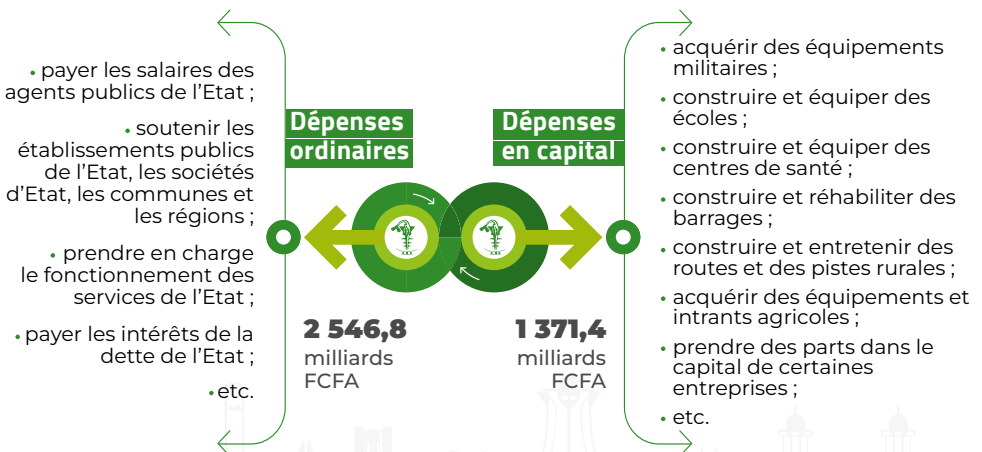 • payer les salaires des
agents publics de l’Etat ;
• soutenir les
établissements publics
de l’Etat, les sociétés
d’Etat, les communes et
les régions ;
• prendre en charge
le fonctionnement des
services de l’Etat ;
• payer les intérêts de la
dette de l’Etat ;
• etc.
Dépenses
ordinaires
2 546,8
milliards
FCFA
Dépenses
en capital
1 371,4
milliards
FCFA
• acquérir des équipements
militaires ;
• construire et équiper des
écoles ;
• construire et équiper des
centres de santé ;
• construire et réhabiliter des
barrages ;
• construire et entretenir des
routes et des pistes rurales ;
• acquérir des équipements et
intrants agricoles ;
• prendre des parts dans le
capital de certaines
entreprises ;
• etc.